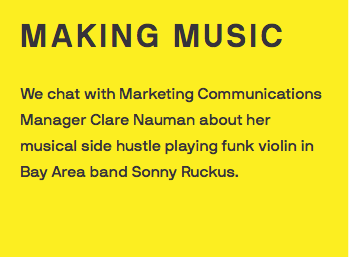 MAKING MUSIC
We chat with Marketing Communications
Manager Clare Nauman about her
musical side hustle playing funk violin in
Bay Area band Sonny Ruckus.